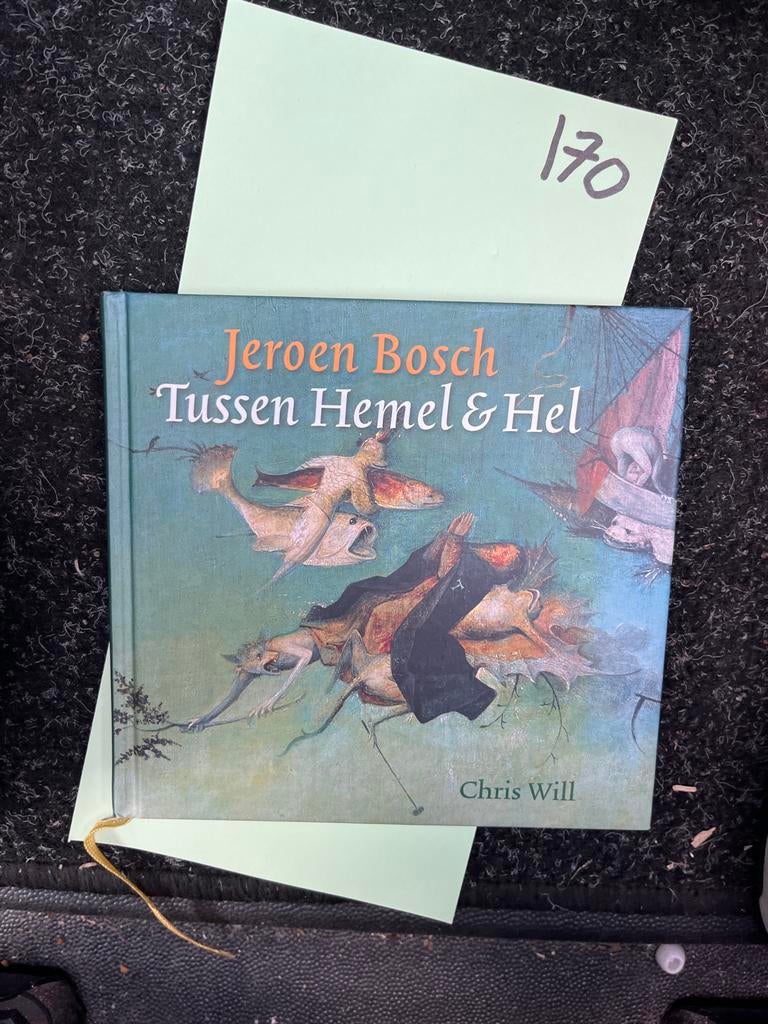 170
Jeroen Bosch
Tussen Hemel & Hel
Chris Will